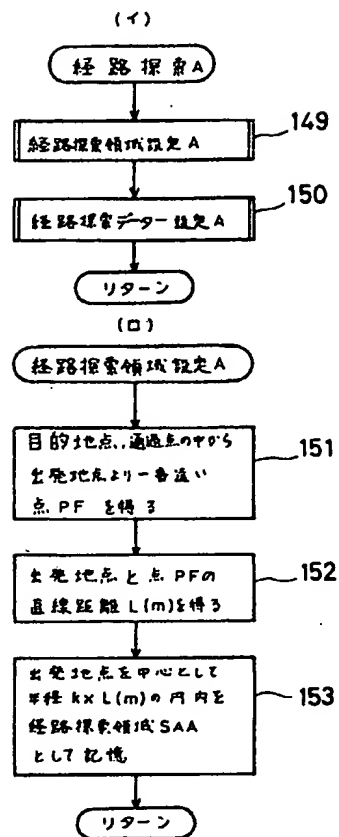 (イ)
経路探索A
経路探索領域設定A
149
経路探索データー設定A
150
リターン
(ロ)
経路探索領域設定A
目的地点,通過点の中から
出発地点より一番遠い
点PFを得る
151
出発地点と点PFの
直線距離L(m)を得る
152
出発地点を中心として
半径k×L(m)の円内を
経路探索領域SAA
として記憶
153
リターン